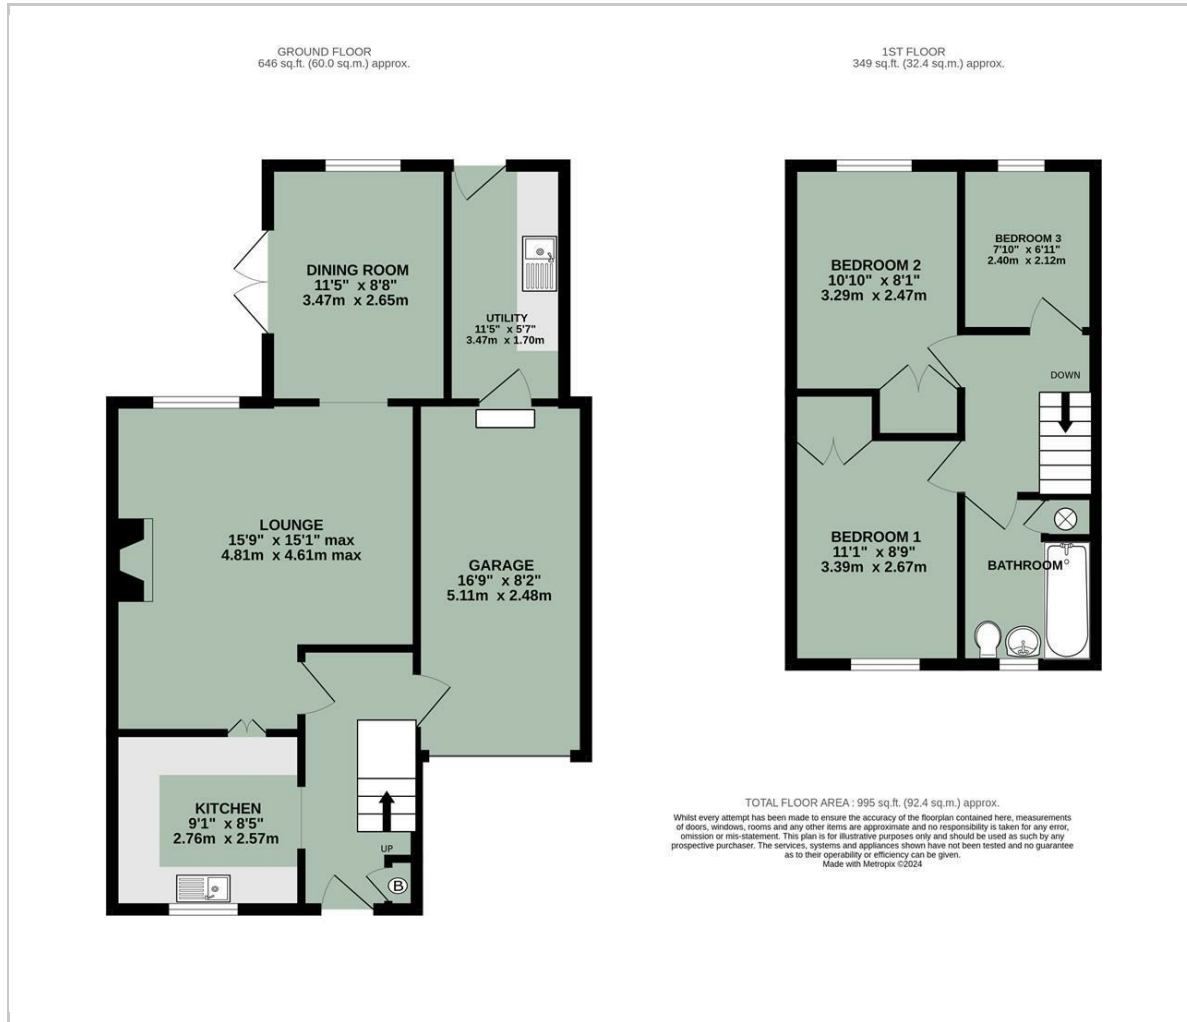 GROUND FLOOR
646 sq.ft. (60.0 sq.m.) approx.
1ST FLOOR
349 sq.ft. (32.4 sq.m.) approx.
DINING ROOM
11'5" x 8'8"
3.47m x 2.65m
UTILITY
11'5" x 5'7"
3.47m x 1.70m
LOUNGE
15'9" x 15'1" max
4.81m x 4.61m max
GARAGE
16'9" x 8'2"
5.11m x 2.48m
KITCHEN
9'1" x 8'5"
2.76m x 2.57m
UP
B
BEDROOM 2
10'10" x 8'1"
3.29m x 2.47m
BEDROOM 3
7'10" x 6'11"
2.40m x 2.12m
DOWN
BEDROOM 1
11'1" x 8'9"
3.39m x 2.67m
BATHROOM
TOTAL FLOOR AREA : 995 sq.ft. (92.4 sq.m.) approx.
Whilst every attempt has been made to ensure the accuracy of the floorplan contained here, measurements
of doors, windows, rooms and any other items are approximate and no responsibility is taken for any error,
omission or mis-statement. This plan is for illustrative purposes only and should be used as such by any
prospective purchaser. The services, systems and appliances shown have not been tested and no guarantee
as to their operability or efficiency can be given.
Made with Metropix ©2024